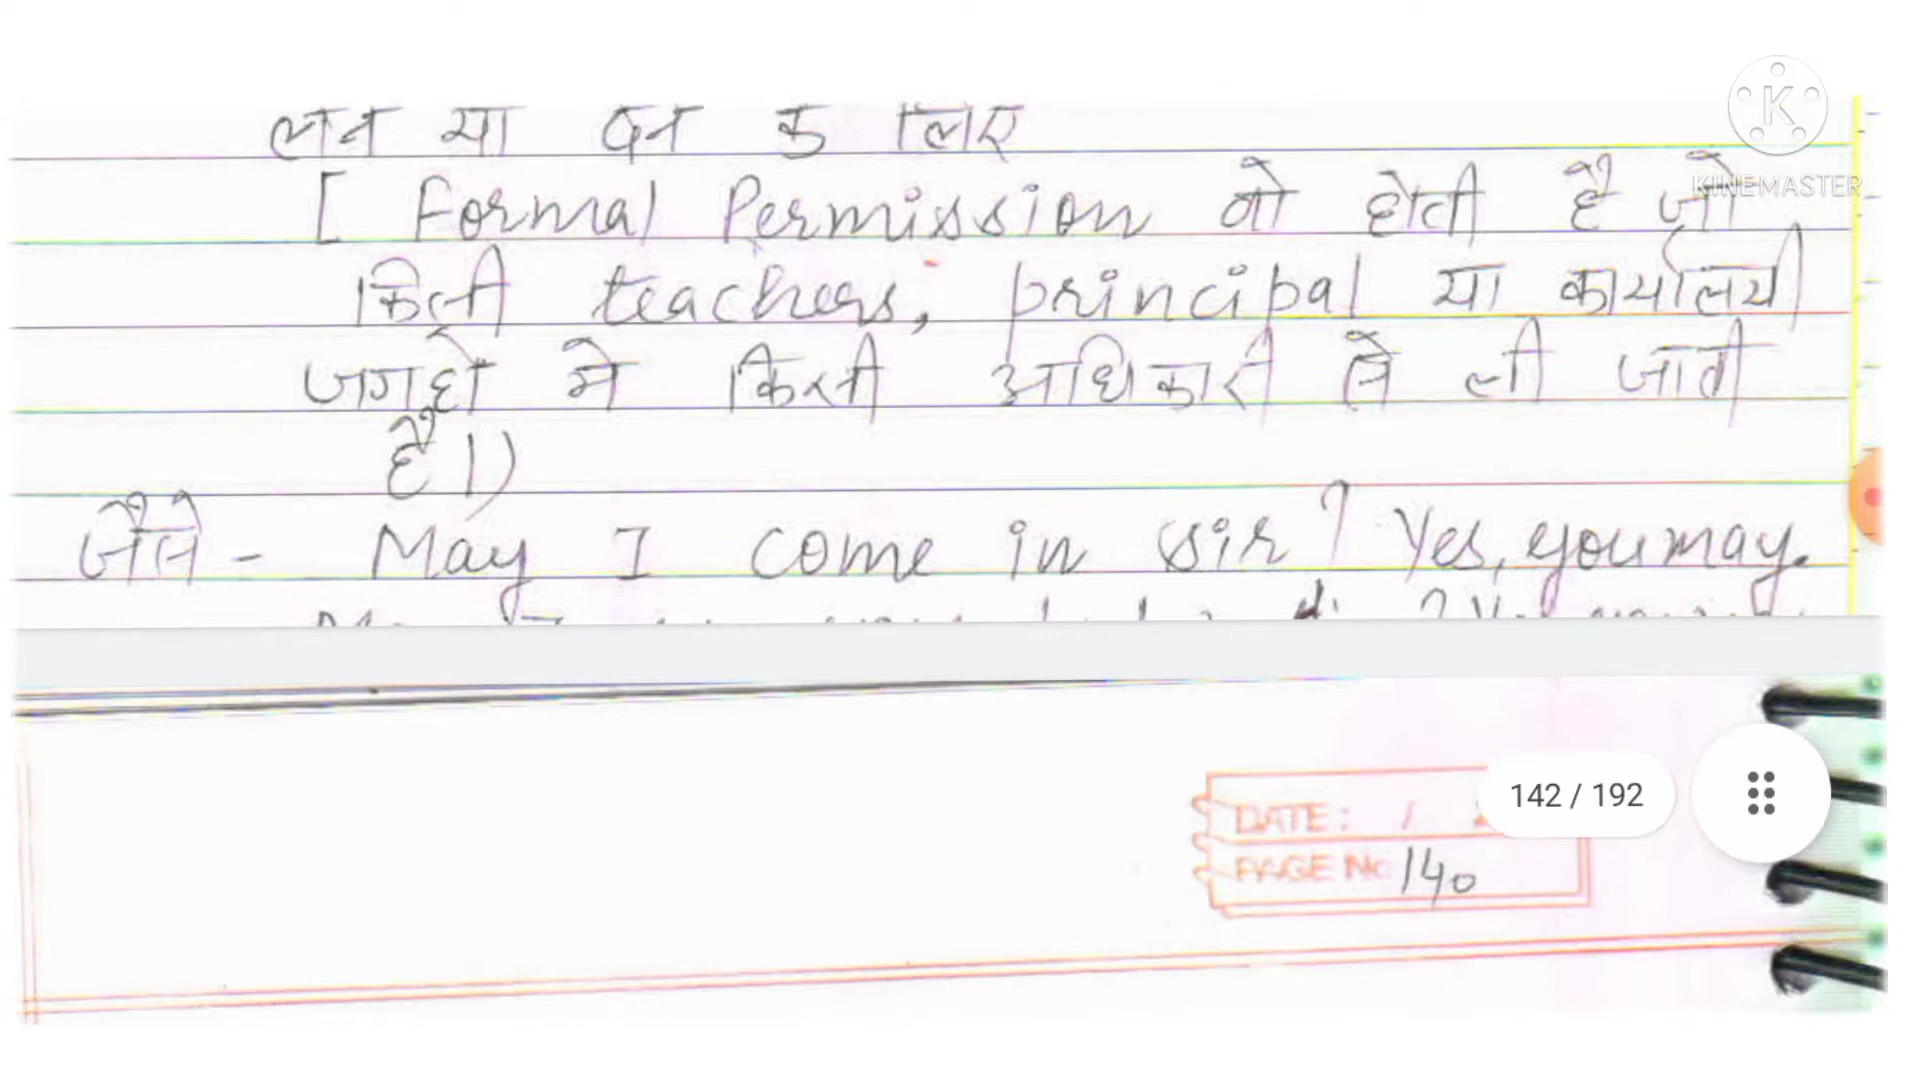 लेने या देने के लिए
[ Formal Permission वो होती है जो
किसी teachers, principal या कार्यालयी
जगहो मे किसी अधिकारी से ली जाती
है।)
जैसे - May I come in sir? Yes, you may.
142 / 192
DATE: /
PAGE No 140
KINEMASTER